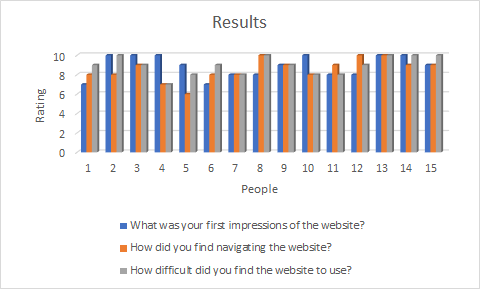 Results
10
8
6
4
2
0
Rating
1 2 3 4 5 6 7 8 9 10 11 12 13 14 15
People
What was your first impressions of the website?
How did you find navigating the website?
How difficult did you find the website to use?